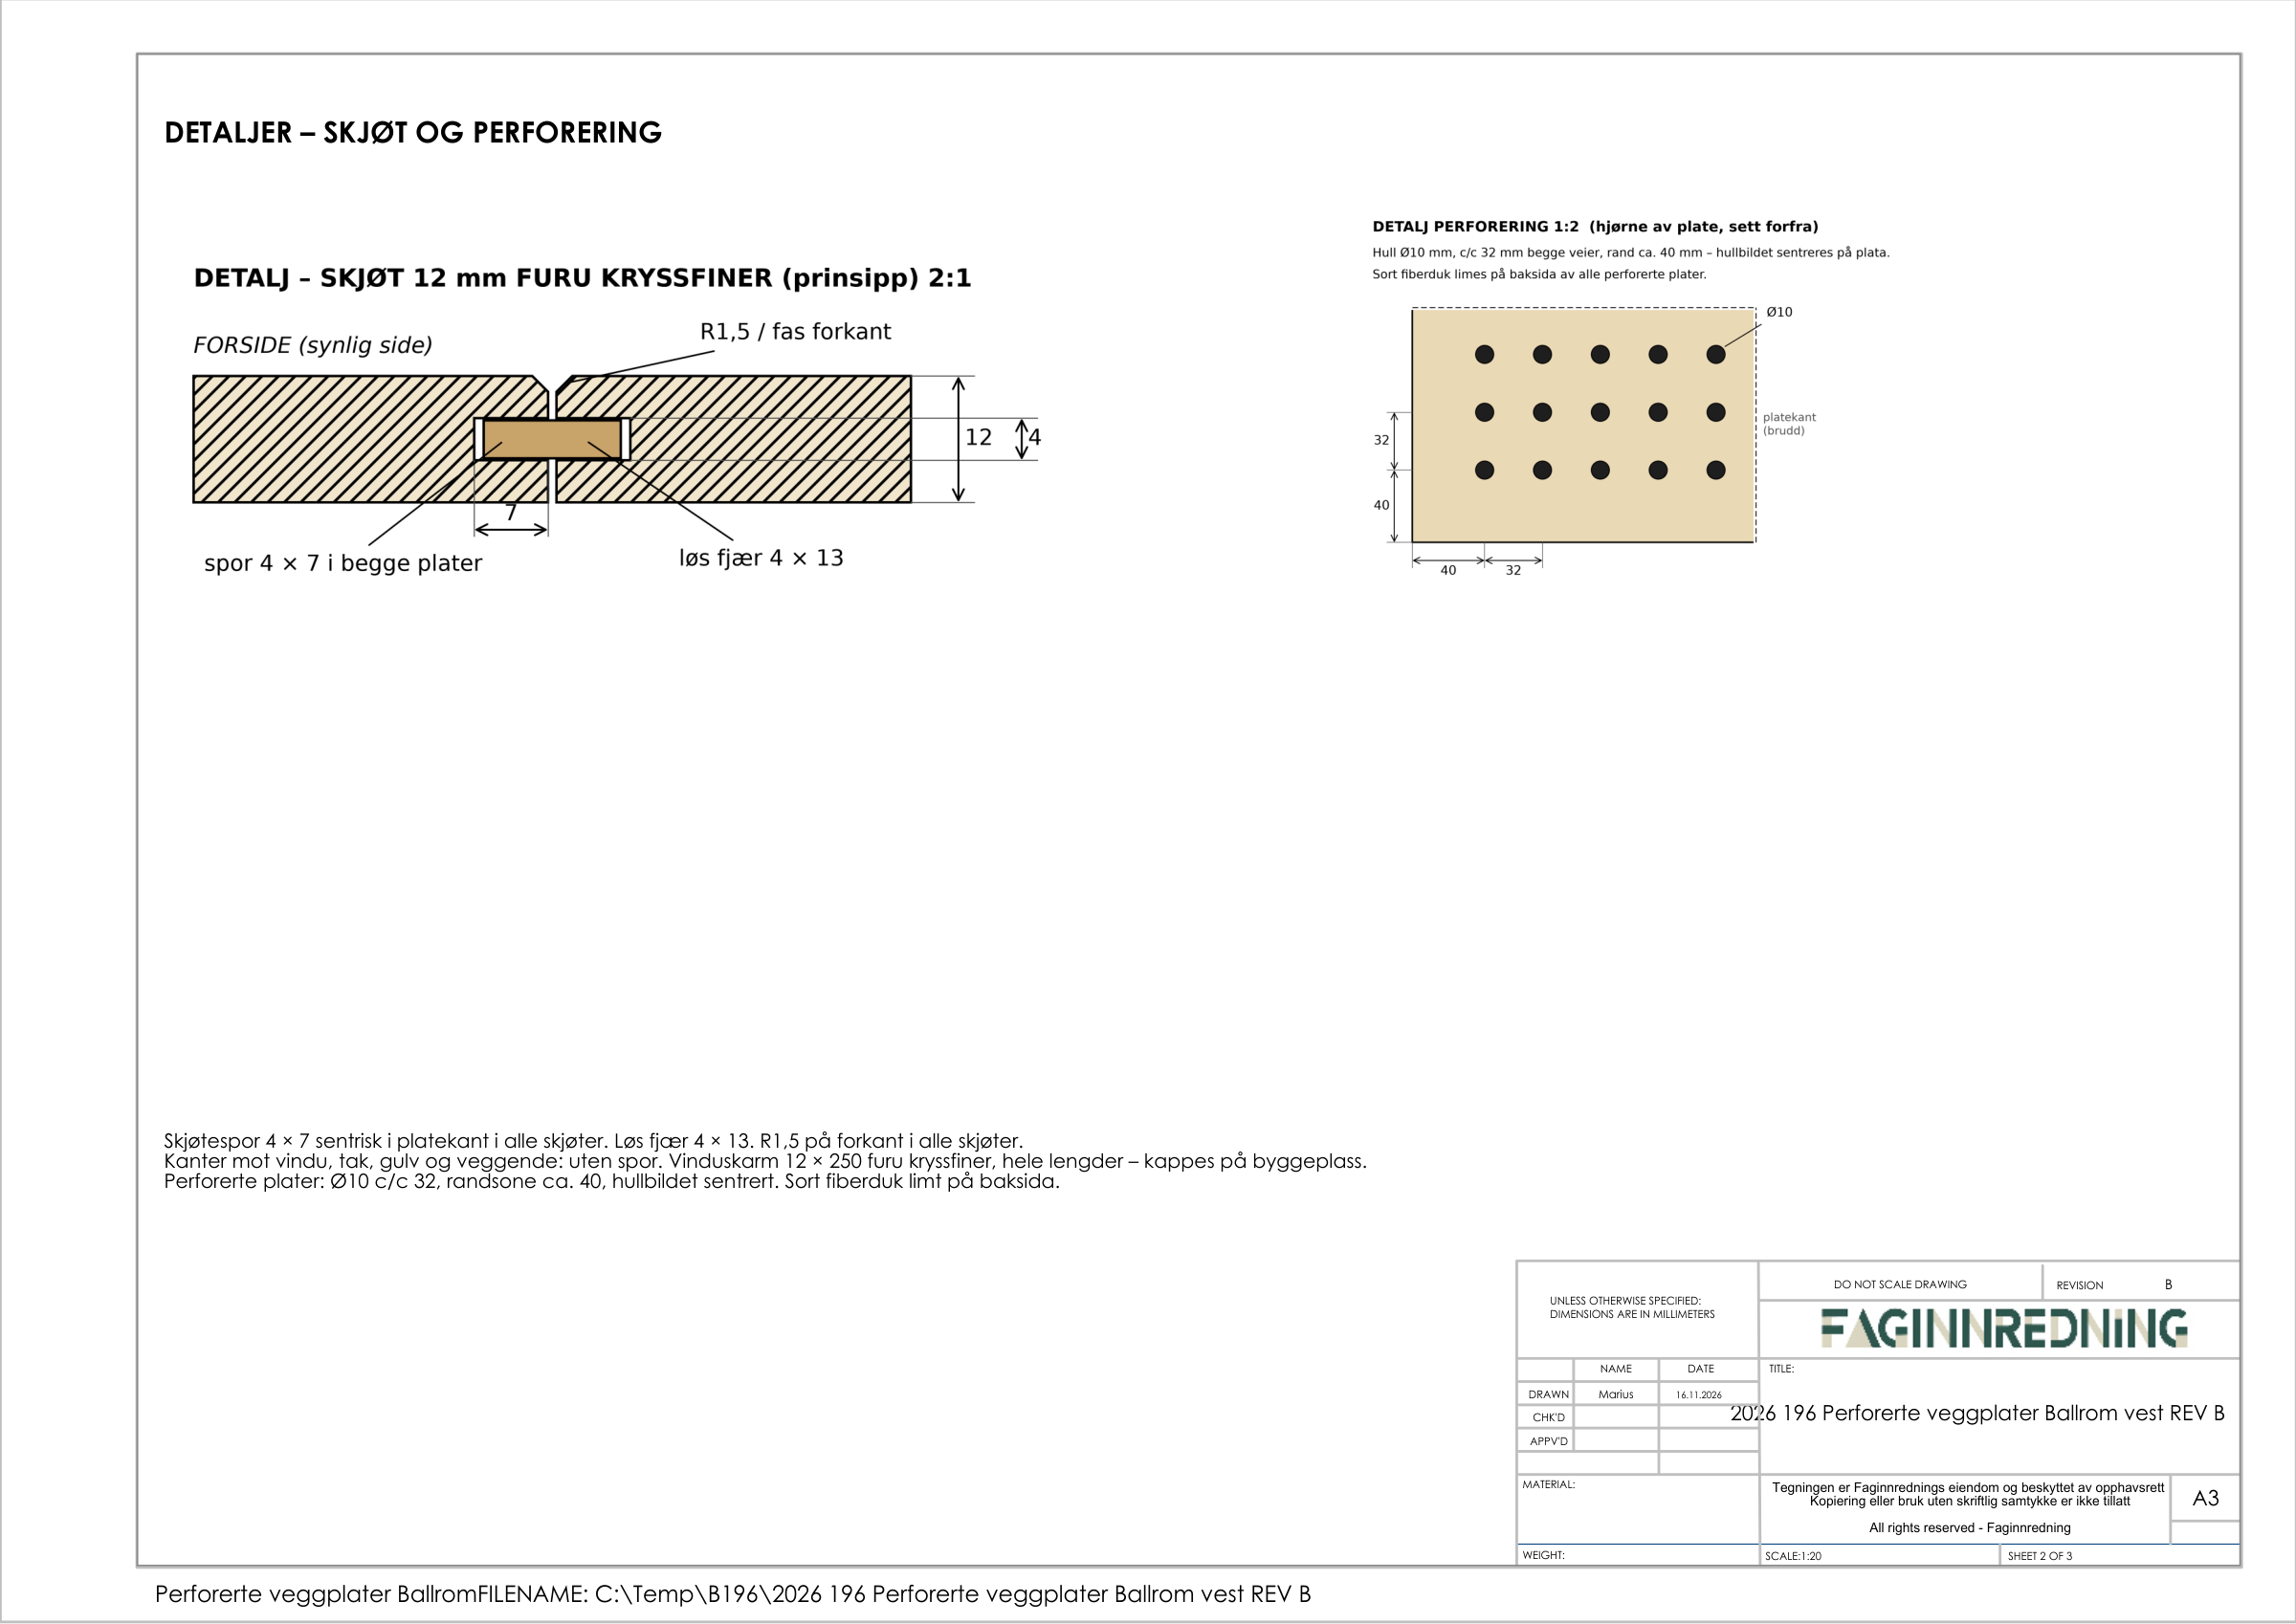 DETALJER – SKJØT OG PERFORERING
DETALJ – SKJØT 12 mm FURU KRYSSFINER (prinsipp) 2:1
FORSIDE (synlig side)
R1,5 / fas forkant
12
4
7
spor 4 × 7 i begge plater
løs fjær 4 × 13
DETALJ PERFORERING 1:2 (hjørne av plate, sett forfra)
Hull Ø10 mm, c/c 32 mm begge veier, rand ca. 40 mm – hullbildet sentreres på plata.
Sort fiberduk limes på baksida av alle perforerte plater.
Ø10
platekant
(brudd)
32
40
40
32
Skjøtespor 4 × 7 sentrisk i platekant i alle skjøter. Løs fjær 4 × 13. R1,5 på forkant i alle skjøter.
Kanter mot vindu, tak, gulv og veggende: uten spor. Vinduskarm 12 × 250 furu kryssfiner, hele lengder – kappes på byggeplass.
Perforerte plater: Ø10 c/c 32, randsone ca. 40, hullbildet sentrert. Sort fiberduk limt på baksida.
UNLESS OTHERWISE SPECIFIED:
DIMENSIONS ARE IN MILLIMETERS
DO NOT SCALE DRAWING
REVISION
B
FAGINNREDNING
NAME
DATE
TITLE:
DRAWN
Marius
16.11.2026
CHK'D
APPV'D
2026 196 Perforerte veggplater Ballrom vest REV B
MATERIAL:
Tegningen er Faginnrednings eiendom og beskyttet av opphavsrett
Kopiering eller bruk uten skriftlig samtykke er ikke tillatt
All rights reserved - Faginnredning
A3
WEIGHT:
SCALE:1:20
SHEET 2 OF 3
Perforerte veggplater BallromFILENAME: C:\Temp\B196\2026 196 Perforerte veggplater Ballrom vest REV B